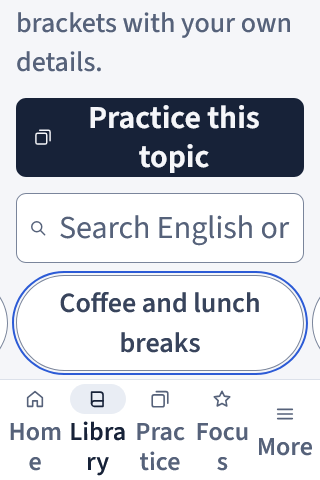 brackets with your own
details.
Practice this
topic
Search English or
Coffee and lunch
breaks
Hom
e
Libra
ry
Prac
tice
Focu
s
More